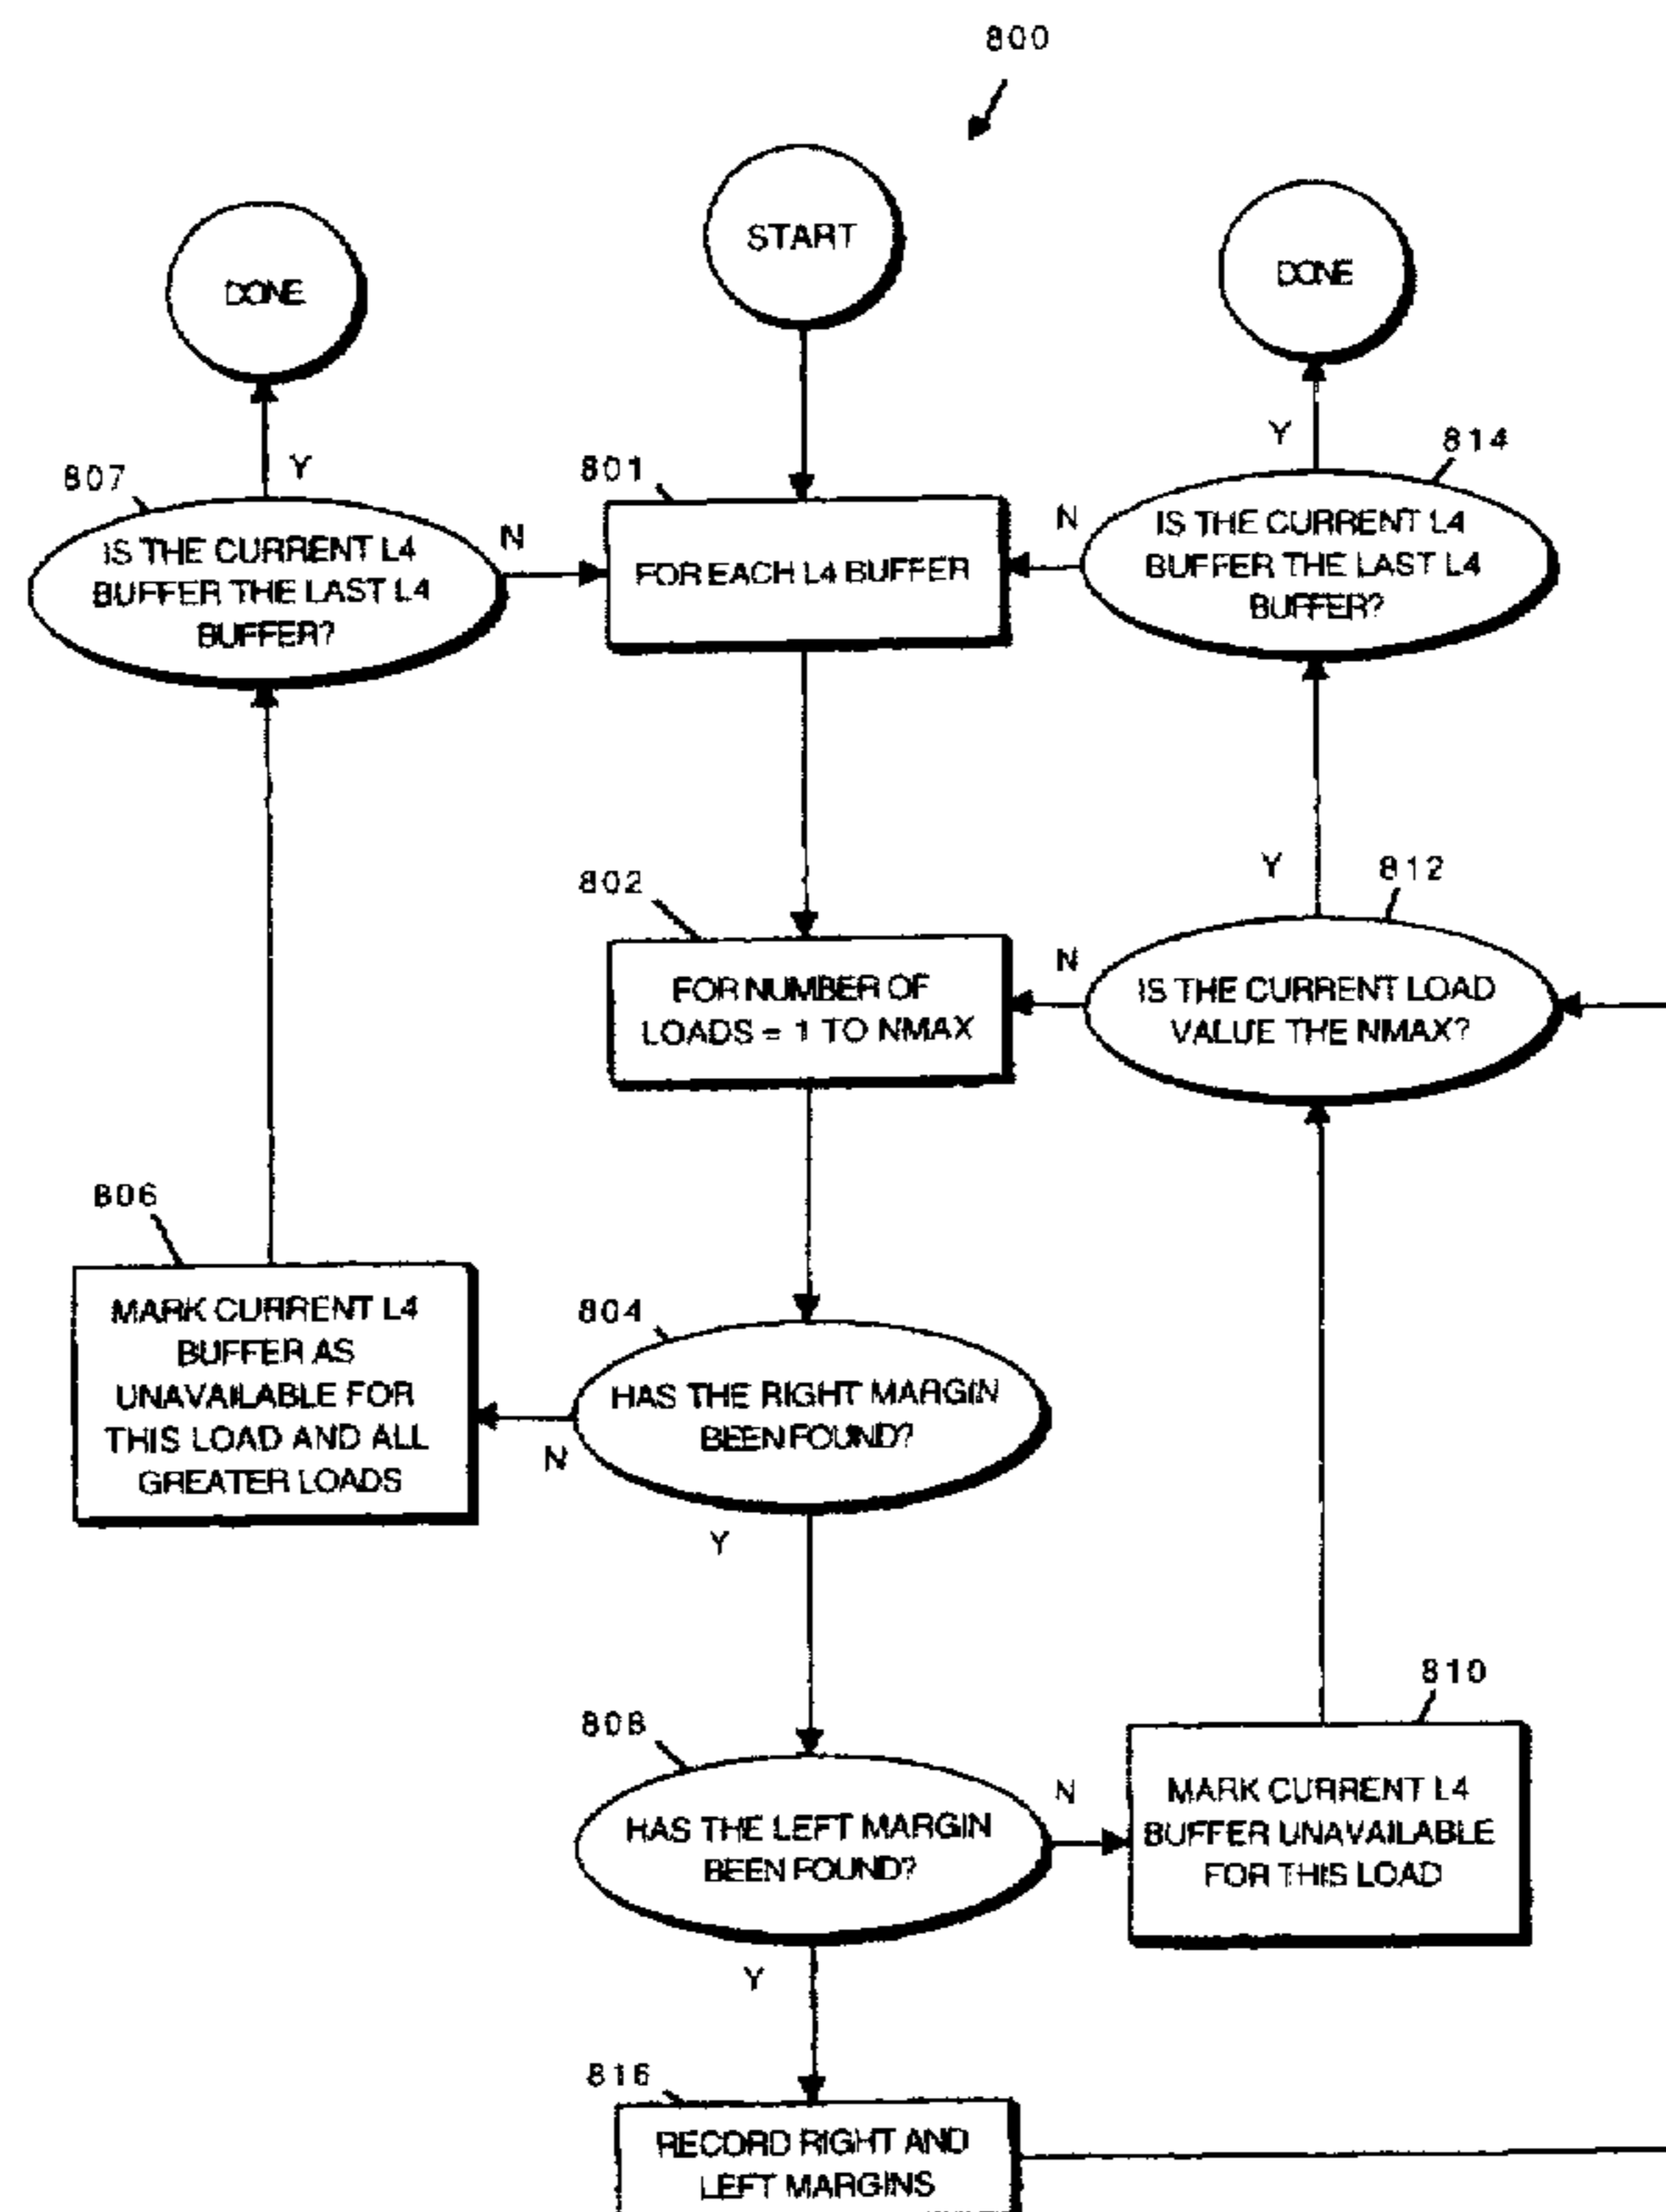 800
START
DONE
DONE
Y
Y
807
801
814
IS THE CURRENT L4
BUFFER THE LAST L4
BUFFER?
N
FOR EACH L4 BUFFER
N
IS THE CURRENT L4
BUFFER THE LAST L4
BUFFER?
Y
802
812
FOR NUMBER OF
LOADS = 1 TO NMAX
N
IS THE CURRENT LOAD
VALUE THE NMAX?
806
MARK CURRENT L4
BUFFER AS
UNAVAILABLE FOR
THIS LOAD AND ALL
GREATER LOADS
804
HAS THE RIGHT MARGIN
BEEN FOUND?
N
Y
808
HAS THE LEFT MARGIN
BEEN FOUND?
N
810
MARK CURRENT L4
BUFFER UNAVAILABLE
FOR THIS LOAD
Y
816
RECORD RIGHT AND
LEFT MARGINS